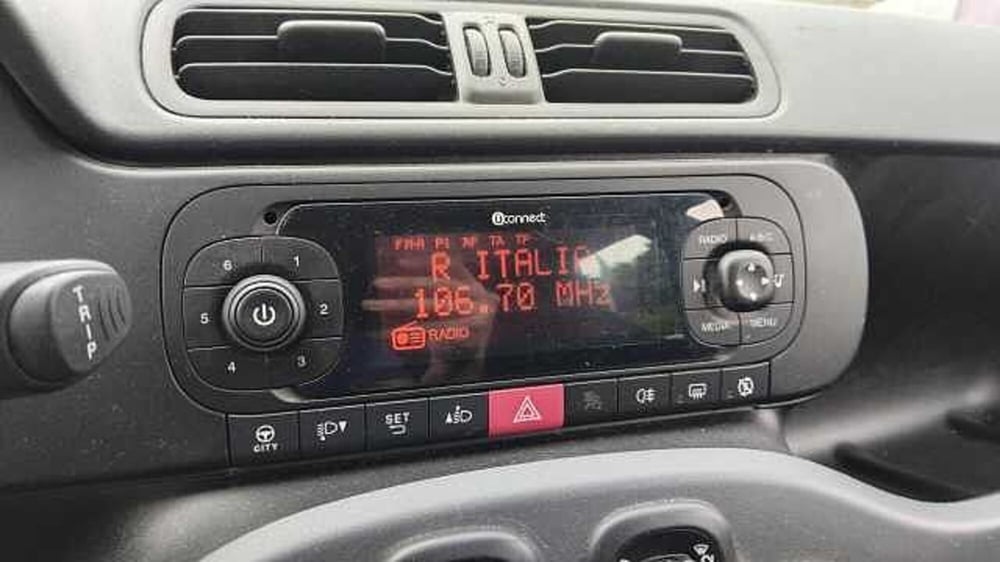 Uconnect
FM-A PI AF TA TP
R ITALIA
106.70 MHz
RADIO
6 1
5 2
4 3
RADIO
MEDIA MENU
TRIP
CITY
SET